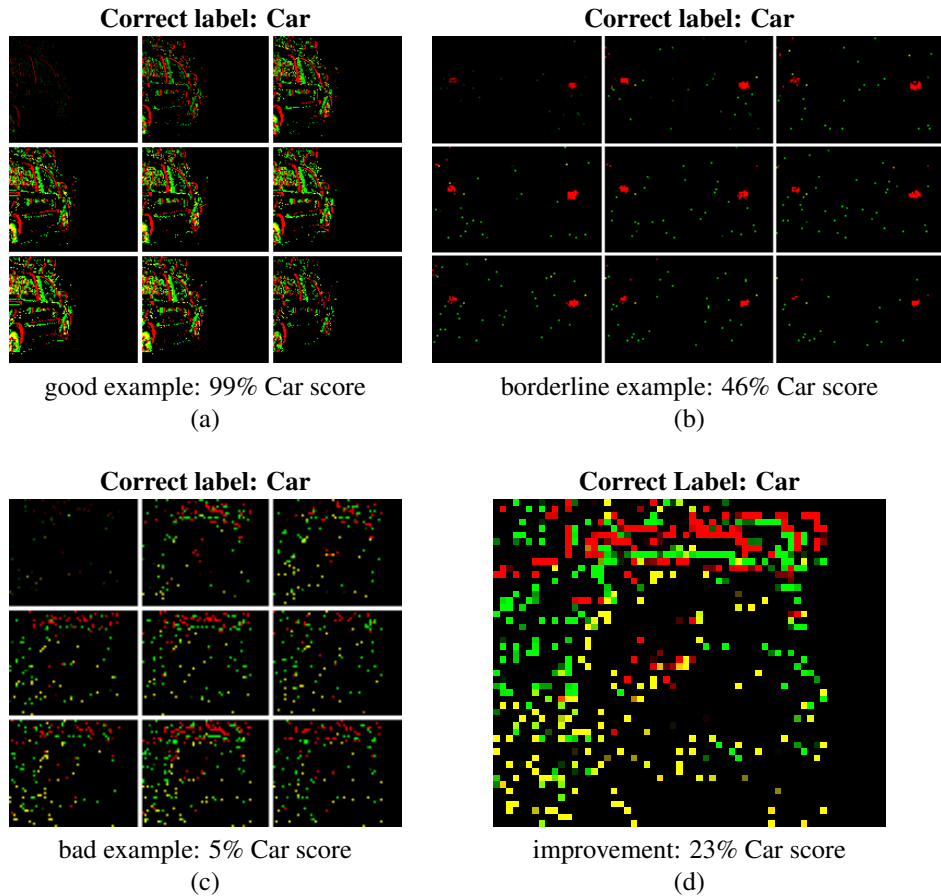 Correct label: Car
good example: 99% Car score
(a)
Correct label: Car
borderline example: 46% Car score
(b)
Correct label: Car
bad example: 5% Car score
(c)
Correct Label: Car
improvement: 23% Car score
(d)